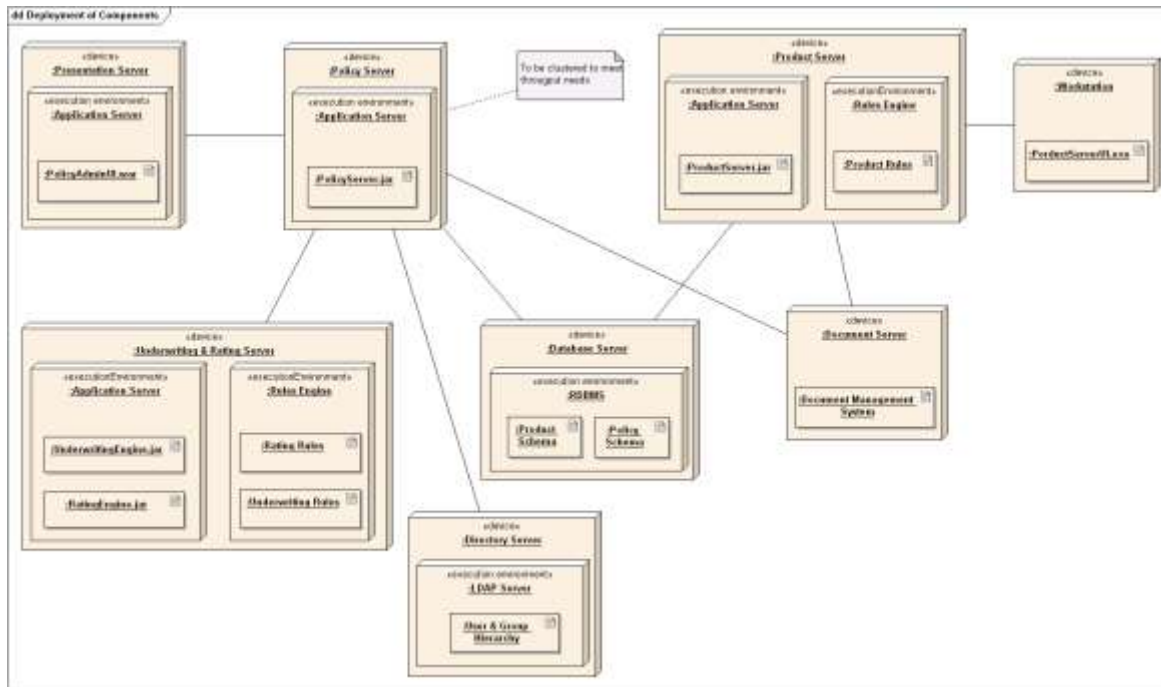 dd Deployment of Components
«device»
:Presentation Server
«execution environment»
:Application Server
:PolicyAdminUI.war
«device»
:Policy Server
«execution environment»
:Application Server
:PolicyServer.jar
To be clustered to meet
througput needs
«device»
:Product Server
«execution environment»
:Application Server
:ProductServer.jar
«executionEnvironment»
:Rules Engine
:Product Rules
«device»
:Workstation
«device»
:Underwriting & Rating Server
«executionEnvironment»
:Application Server
:UnderwritingEngine.jar
:RatingEngine.jar
«executionEnvironment»
:Rules Engine
:Rating Rules
:Underwriting Rules
«device»
:Database Server
«execution environment»
:RDBMS
:Product
Schema
:Policy
Schema
«device»
:Document Server
:Document Management
System
«device»
:Directory Server
«execution environment»
:LDAP Server
:User & Group
Hierarchy